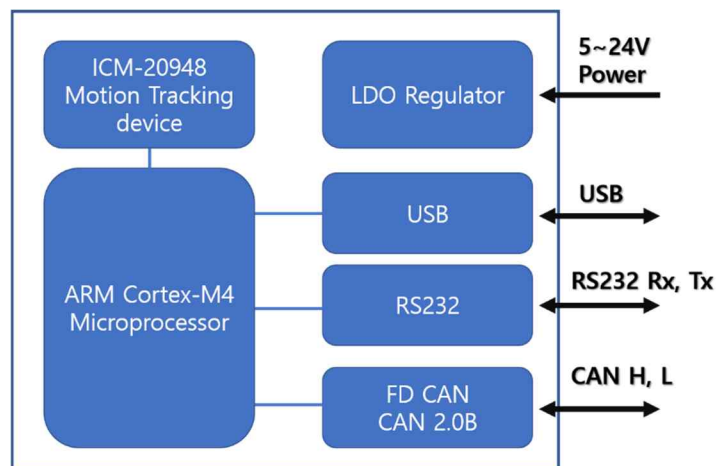 ICM-20948
Motion Tracking
device
LDO Regulator
5~24V
Power
USB
USB
ARM Cortex-M4
Microprocessor
RS232
RS232 Rx, Tx
FD CAN
CAN 2.0B
CAN H, L